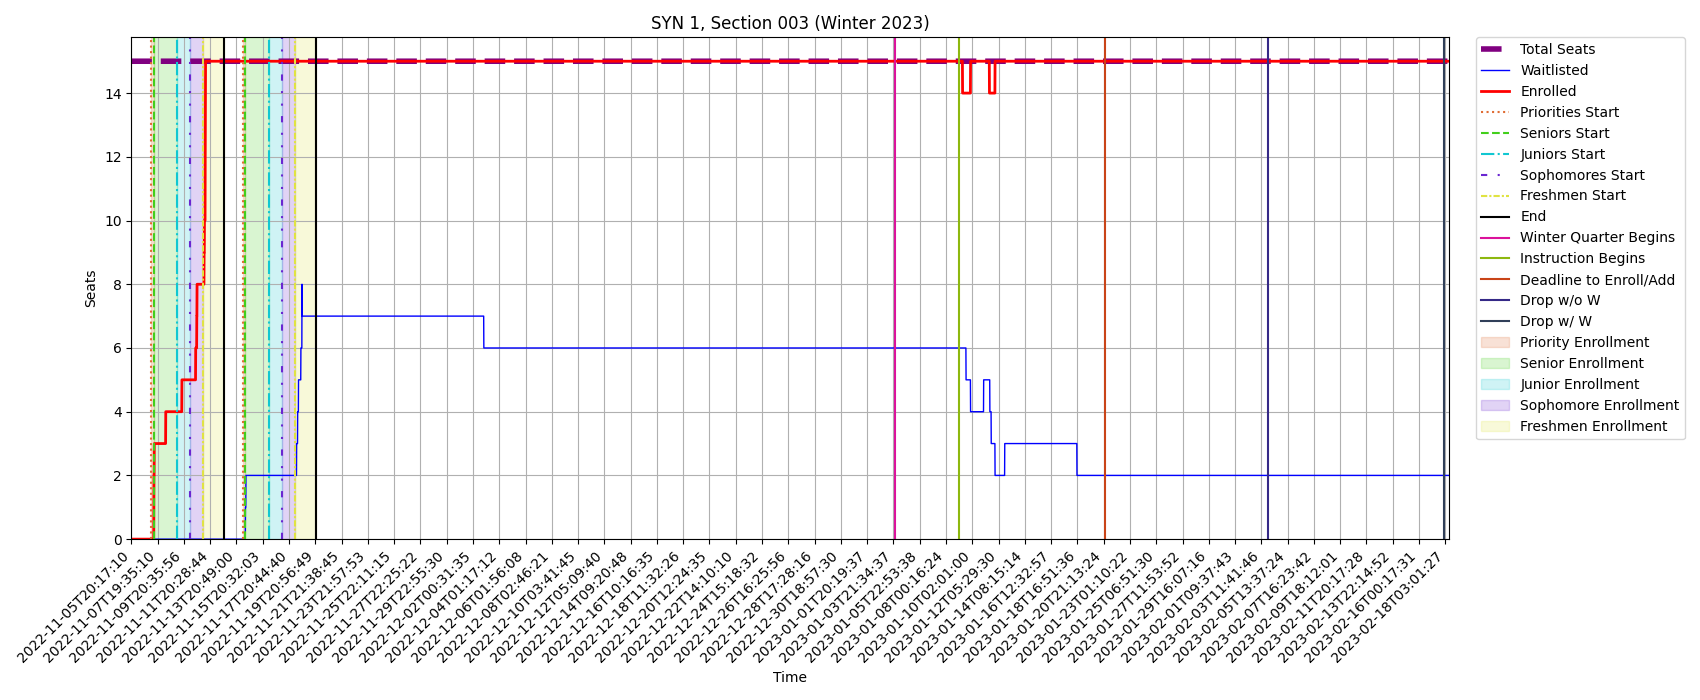 SYN 1, Section 003 (Winter 2023)
Seats
14
12
10
8
6
4
2
0
2022-11-05T20:17:10
2022-11-07T19:35:10
2022-11-09T20:35:56
2022-11-11T20:28:44
2022-11-13T20:49:00
2022-11-15T20:32:03
2022-11-17T20:44:40
2022-11-19T20:56:49
2022-11-21T21:38:45
2022-11-23T21:57:53
2022-11-25T22:11:15
2022-11-27T22:25:22
2022-11-29T22:55:30
2022-12-02T00:31:35
2022-12-04T01:17:12
2022-12-06T01:56:08
2022-12-08T02:46:21
2022-12-10T03:41:45
2022-12-12T05:09:40
2022-12-14T09:20:48
2022-12-16T10:16:35
2022-12-18T11:32:26
2022-12-20T12:24:35
2022-12-22T14:10:10
2022-12-24T15:18:32
2022-12-26T16:25:56
2022-12-28T17:28:16
2022-12-30T18:57:30
2023-01-01T20:19:37
2023-01-03T21:34:37
2023-01-05T22:53:38
2023-01-08T00:16:24
2023-01-10T02:01:00
2023-01-12T05:29:30
2023-01-14T08:15:14
2023-01-16T12:32:57
2023-01-18T16:51:36
2023-01-20T21:13:24
2023-01-23T01:10:22
2023-01-25T06:51:30
2023-01-27T11:53:52
2023-01-29T16:07:16
2023-02-01T09:37:43
2023-02-03T11:41:46
2023-02-05T13:37:24
2023-02-07T16:23:42
2023-02-09T18:12:01
2023-02-11T20:17:28
2023-02-13T22:14:52
2023-02-16T00:17:31
2023-02-18T03:01:27
Time
Total Seats
Waitlisted
Enrolled
Priorities Start
Seniors Start
Juniors Start
Sophomores Start
Freshmen Start
End
Winter Quarter Begins
Instruction Begins
Deadline to Enroll/Add
Drop w/o W
Drop w/ W
Priority Enrollment
Senior Enrollment
Junior Enrollment
Sophomore Enrollment
Freshmen Enrollment